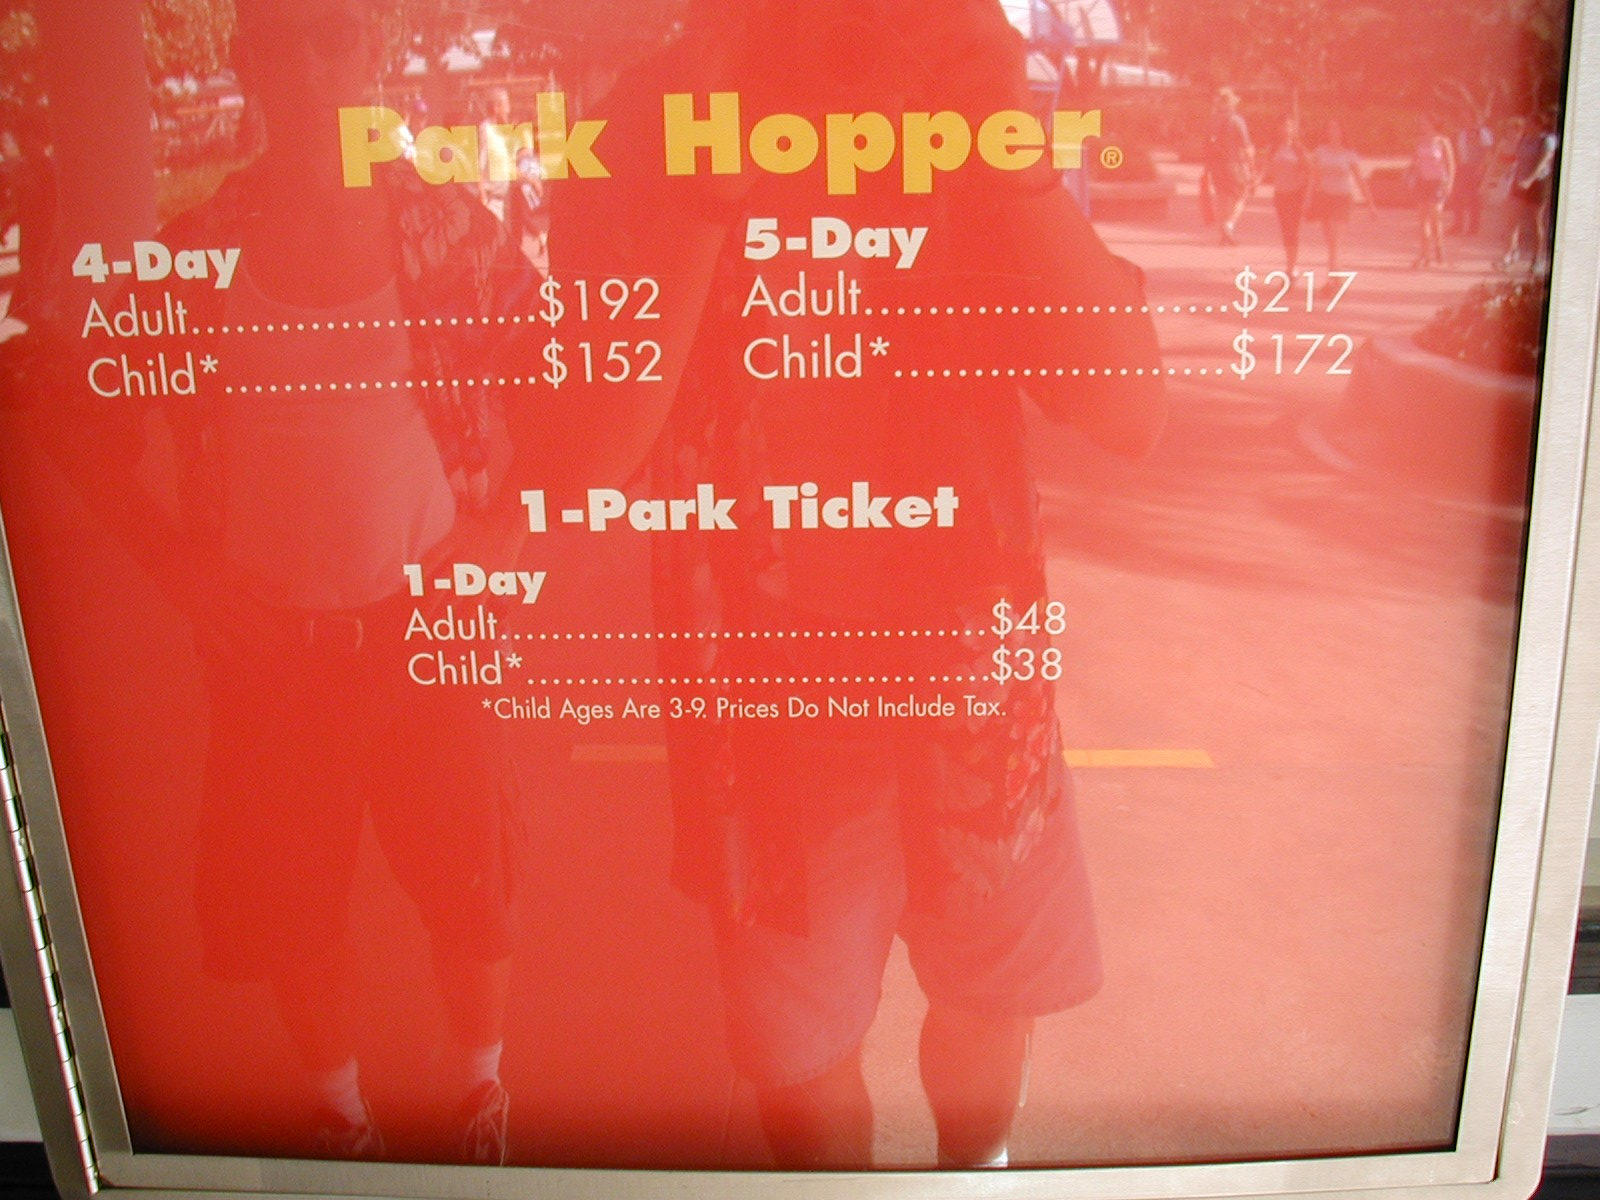 Park Hopper®
4-Day
Adult.......................$192
Child*.....................$152
5-Day
Adult........................$217
Child*......................$172
1-Park Ticket
1-Day
Adult.....................................$48
Child*.............................. .....$38
*Child Ages Are 3-9. Prices Do Not Include Tax.